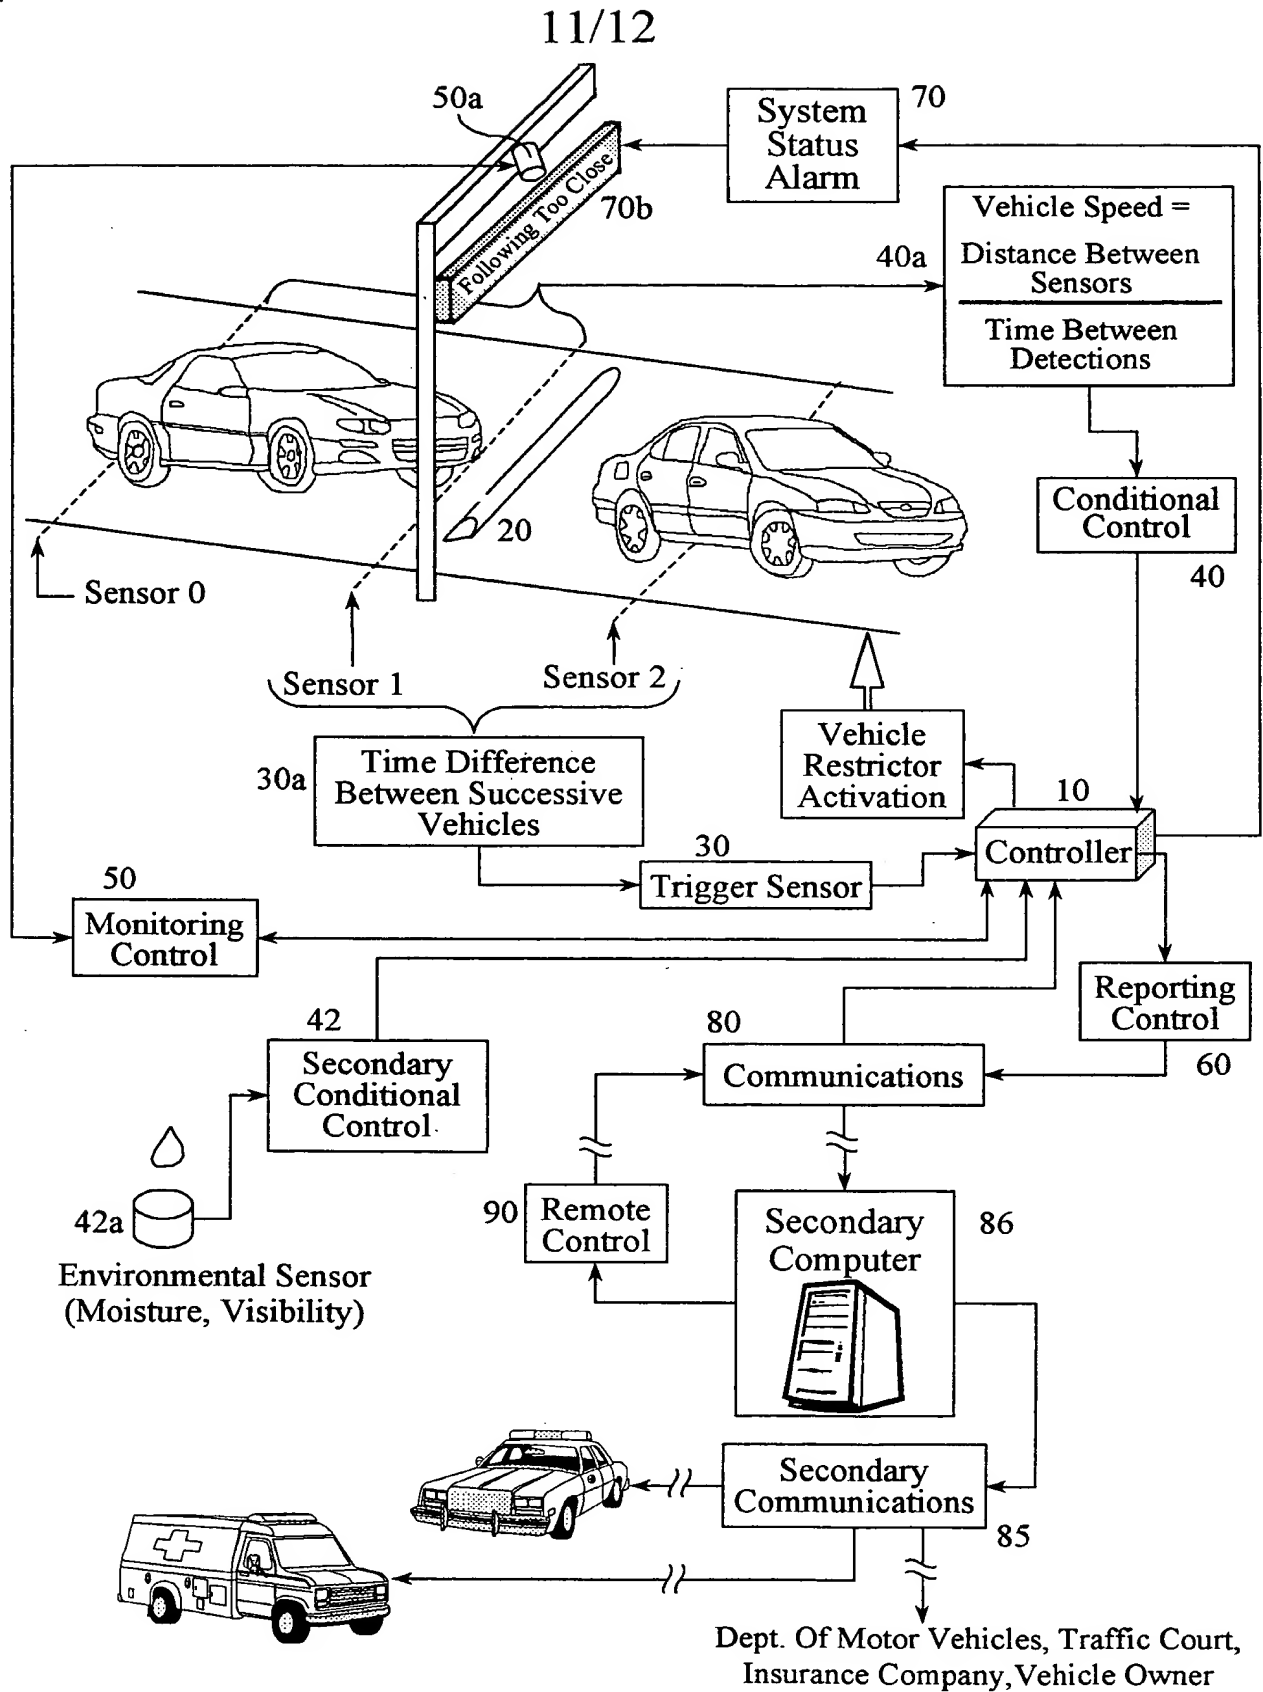 11/12
50a
System
Status
Alarm
70
Following Too Close
70b
Vehicle Speed =
Distance Between
Sensors
Time Between
Detections
40a
Conditional
Control
40
20
Sensor 0
Sensor 1
Sensor 2
Time Difference
Between Successive
Vehicles
30a
Vehicle
Restrictor
Activation
10
Controller
30
Trigger Sensor
50
Monitoring
Control
Reporting
Control
60
42
Secondary
Conditional
Control
80
Communications
42a
Environmental Sensor
(Moisture, Visibility)
90
Remote
Control
Secondary
Computer
86
Secondary
Communications
85
Dept. Of Motor Vehicles, Traffic Court,
Insurance Company, Vehicle Owner